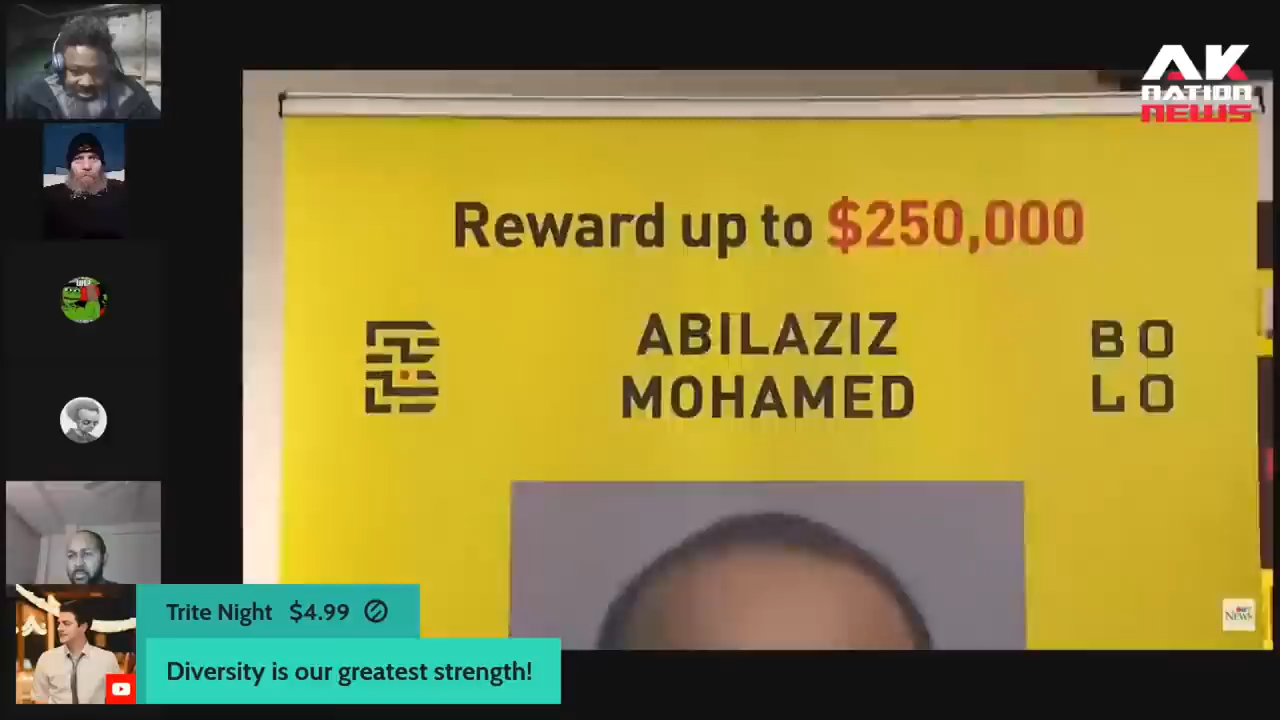 AK
NATION
NEWS
Reward up to $250,000
ABILAZIZ
MOHAMED
BO
LO
NEWS
Trite Night $4.99
Diversity is our greatest strength!